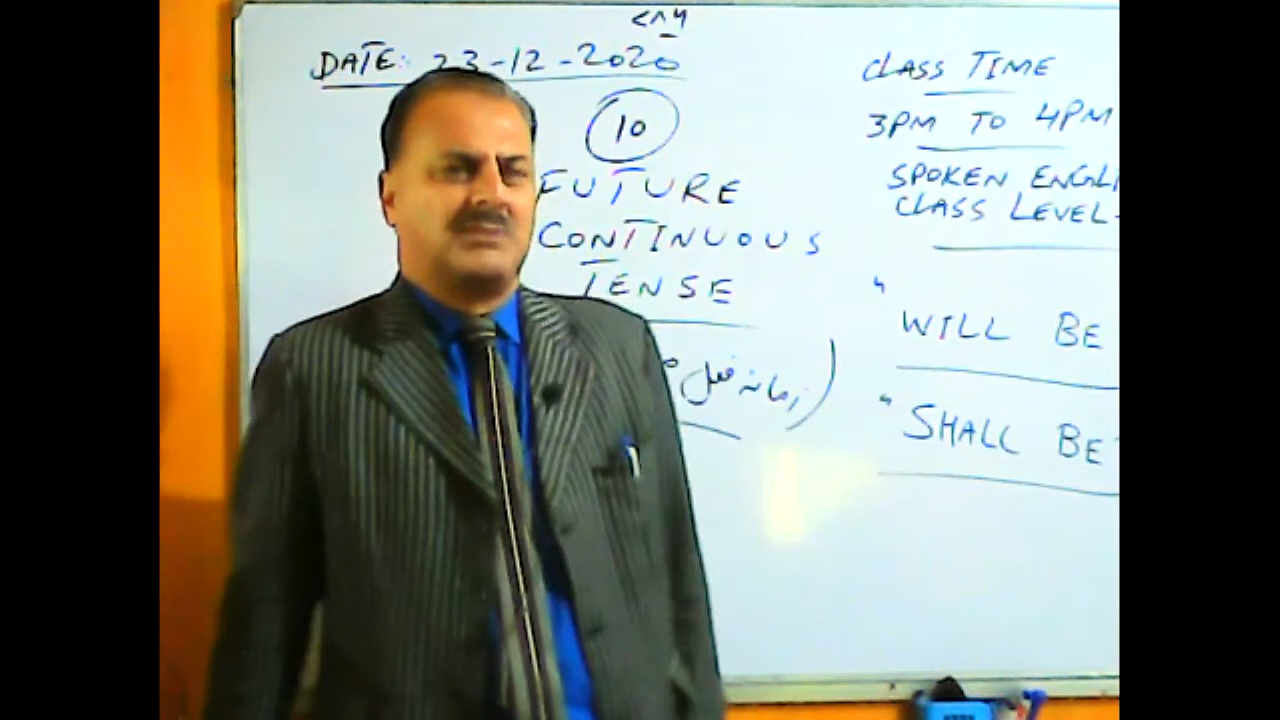 DATE: 23-12-2020
10
FUTURE
CONTINUOUS
TENSE
CLASS TIME
3PM TO 4PM
SPOKEN ENGLI
CLASS LEVEL-
" WILL BE
" SHALL BE